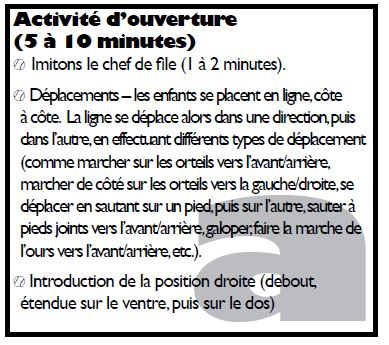 Activité d'ouverture
(5 à 10 minutes)
Imitons le chef de file (1 à 2 minutes).
Déplacements – les enfants se placent en ligne, côte
à côte. La ligne se déplace alors dans une direction, puis
dans l'autre, en effectuant différents types de déplacement
(comme marcher sur les orteils vers l'avant/arrière,
marcher de côté sur les orteils vers la gauche/droite, se
déplacer en sautant sur un pied, puis sur l'autre, sauter à
pieds joints vers l'avant/arrière, galoper, faire la marche de
l'ours vers l'avant/arrière, etc.).
Introduction de la position droite (debout,
étendue sur le ventre, puis sur le dos)
a